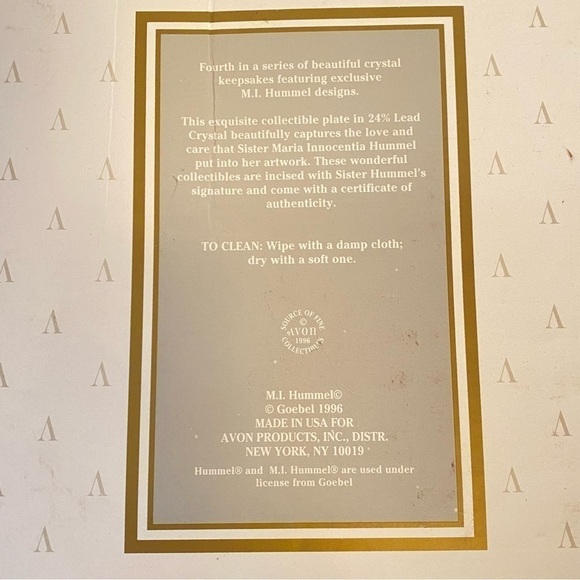 Fourth in a series of beautiful crystal
keepsakes featuring exclusive
M.I. Hummel designs.
This exquisite collectible plate in 24% Lead
Crystal beautifully captures the love and
care that Sister Maria Innocentia Hummel
put into her artwork. These wonderful
collectibles are incised with Sister Hummel's
signature and come with a certificate of
authenticity.
TO CLEAN: Wipe with a damp cloth;
dry with a soft one.
SOURCE OF FINE
©
AVON
1996
COLLECTIBLES
M.I. Hummel©
© Goebel 1996
MADE IN USA FOR
AVON PRODUCTS, INC., DISTR.
NEW YORK, NY 10019
Hummel® and M.I. Hummel® are used under
license from Goebel